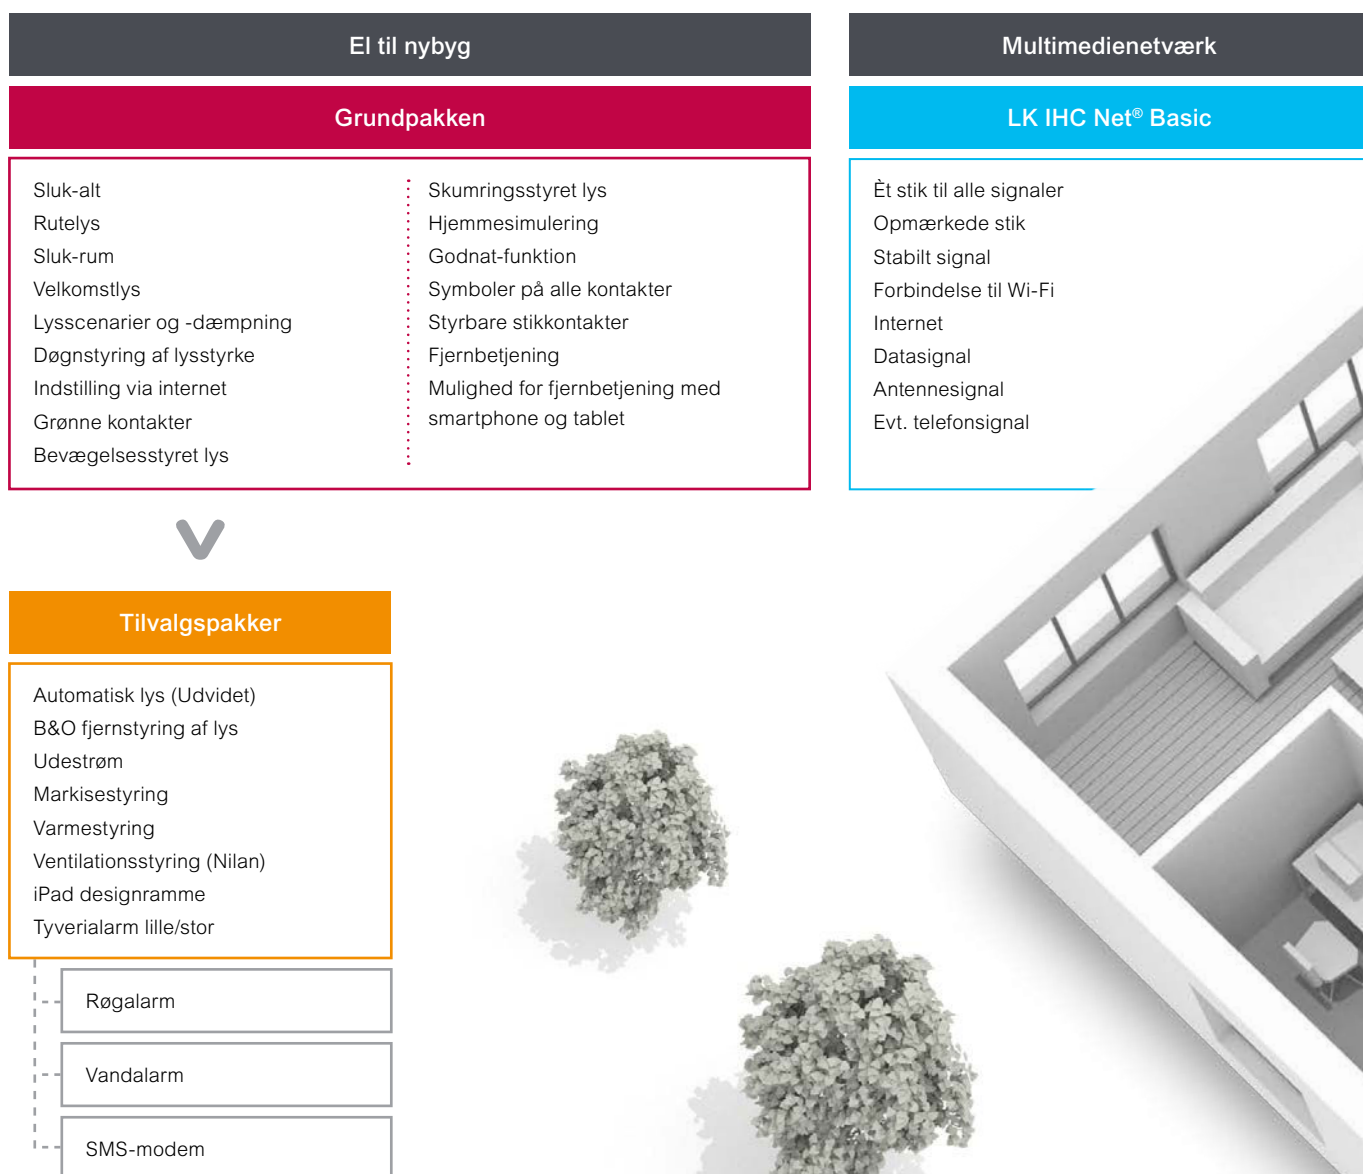 El til nybyg
Grundpakken
Sluk-alt
Rutelys
Sluk-rum
Velkomstlys
Lysscenarier og -dæmpning
Døgnstyring af lysstyrke
Indstilling via internet
Grønne kontakter
Bevægelsesstyret lys
Skumringsstyret lys
Hjemmesimulering
Godnat-funktion
Symboler på alle kontakter
Styrbare stikkontakter
Fjernbetjening
Mulighed for fjernbetjening med
smartphone og tablet
Multimedienetværk
LK IHC Net® Basic
Èt stik til alle signaler
Opmærkede stik
Stabilt signal
Forbindelse til Wi-Fi
Internet
Datasignal
Antennesignal
Evt. telefonsignal
Tilvalgspakker
Automatisk lys (Udvidet)
B&O fjernstyring af lys
Udestrøm
Markisestyring
Varmestyring
Ventilationsstyring (Nilan)
iPad designramme
Tyverialarm lille/stor
Røgalarm
Vandalarm
SMS-modem